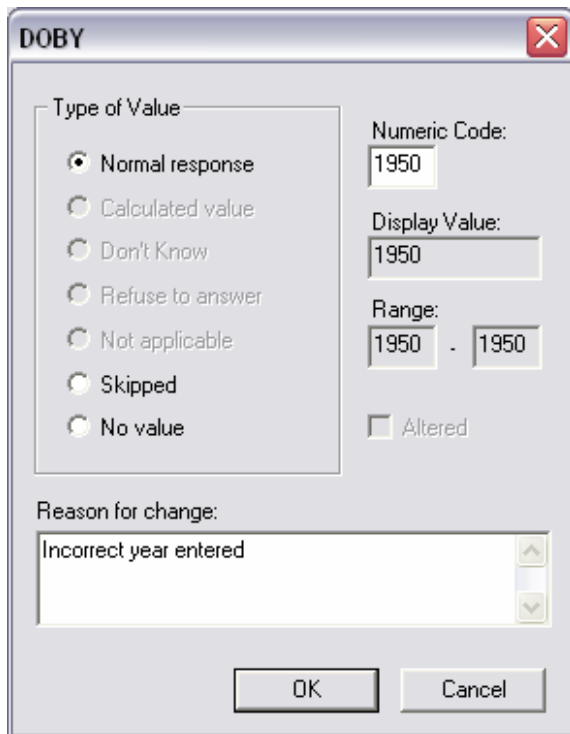 DOBY
Type of Value
Normal response
Calculated value
Don't Know
Refuse to answer
Not applicable
Skipped
No value
Numeric Code:
1950
Display Value:
1950
Range:
1950 - 1950
Altered
Reason for change:
Incorrect year entered
OK Cancel